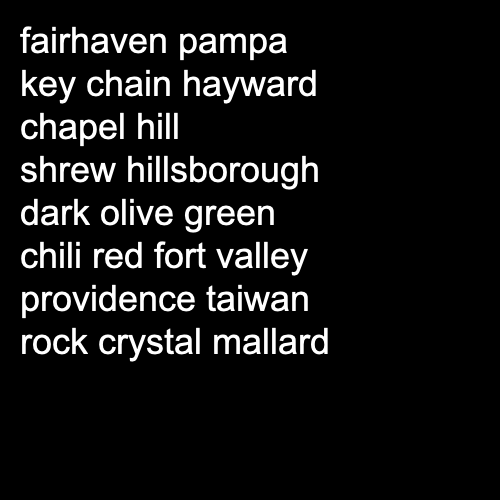 fairhaven pampa
key chain hayward
chapel hill
shrew hillsborough
dark olive green
chili red fort valley
providence taiwan
rock crystal mallard